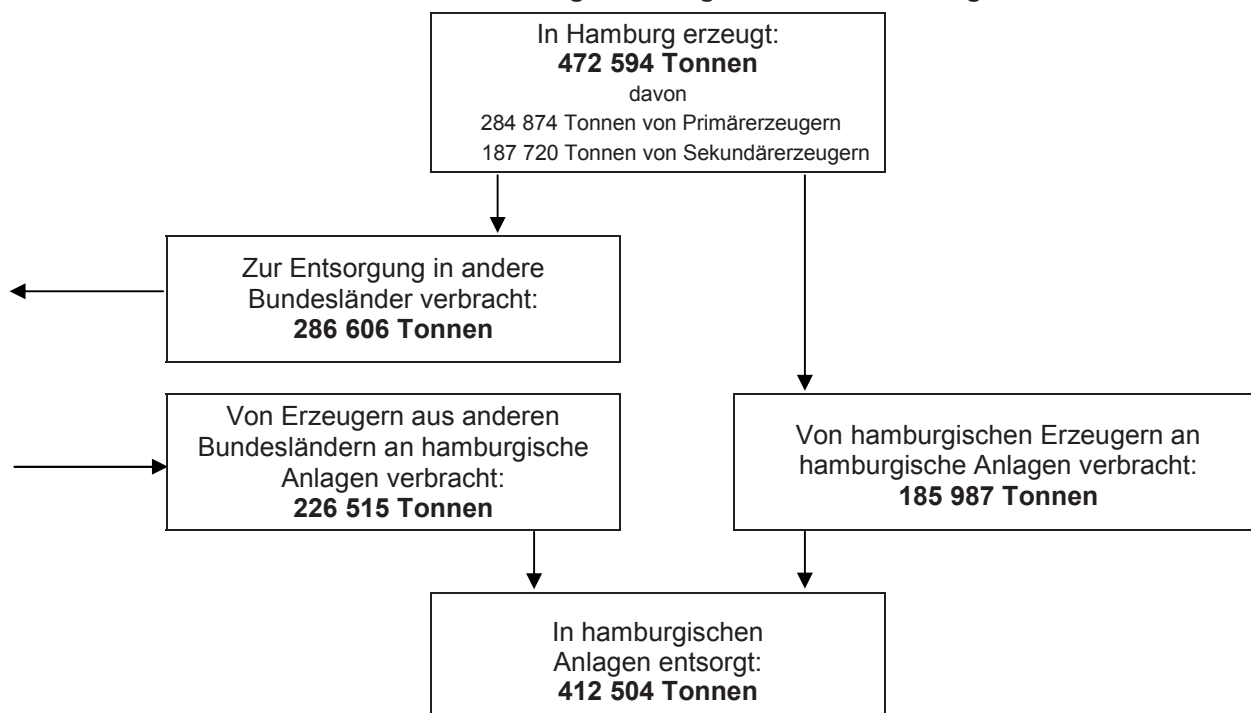 In Hamburg erzeugt:
472 594 Tonnen
davon
284 874 Tonnen von Primärerzeugern
187 720 Tonnen von Sekundärerzeugern
Zur Entsorgung in andere
Bundesländer verbracht:
286 606 Tonnen
Von Erzeugern aus anderen
Bundesländern an hamburgische
Anlagen verbracht:
226 515 Tonnen
Von hamburgischen Erzeugern an
hamburgische Anlagen verbracht:
185 987 Tonnen
In hamburgischen
Anlagen entsorgt:
412 504 Tonnen